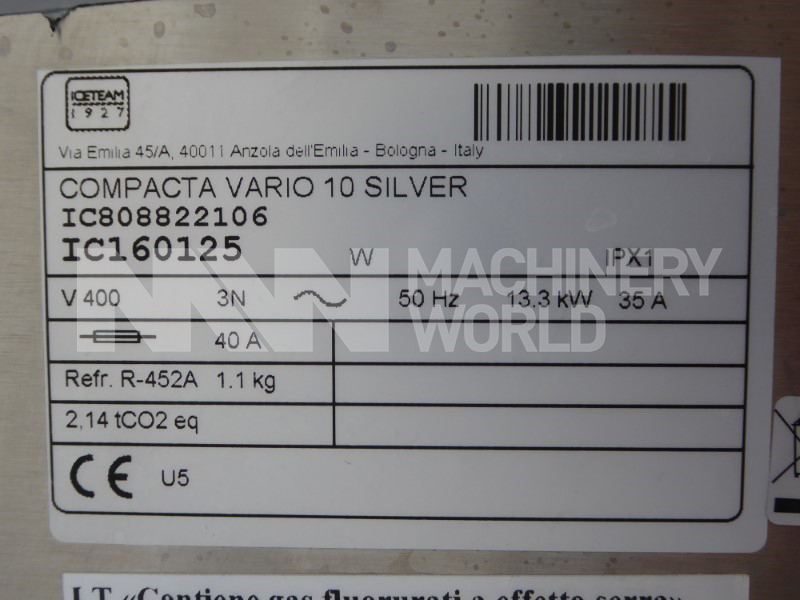 ICETEAM
1927
Via Emilia 45/A, 40011 Anzola dell'Emilia - Bologna - Italy
COMPACTA VARIO 10 SILVER
IC808822106
IC160125 W IPX1
V 400 3N 50 Hz 13,3 kW 35 A
40 A
Refr. R-452A 1.1 kg
2,14 tCO2 eq
CE U5
MACHINERY
WORLD
I T «Contiene gas fluorurati a effetto serra»